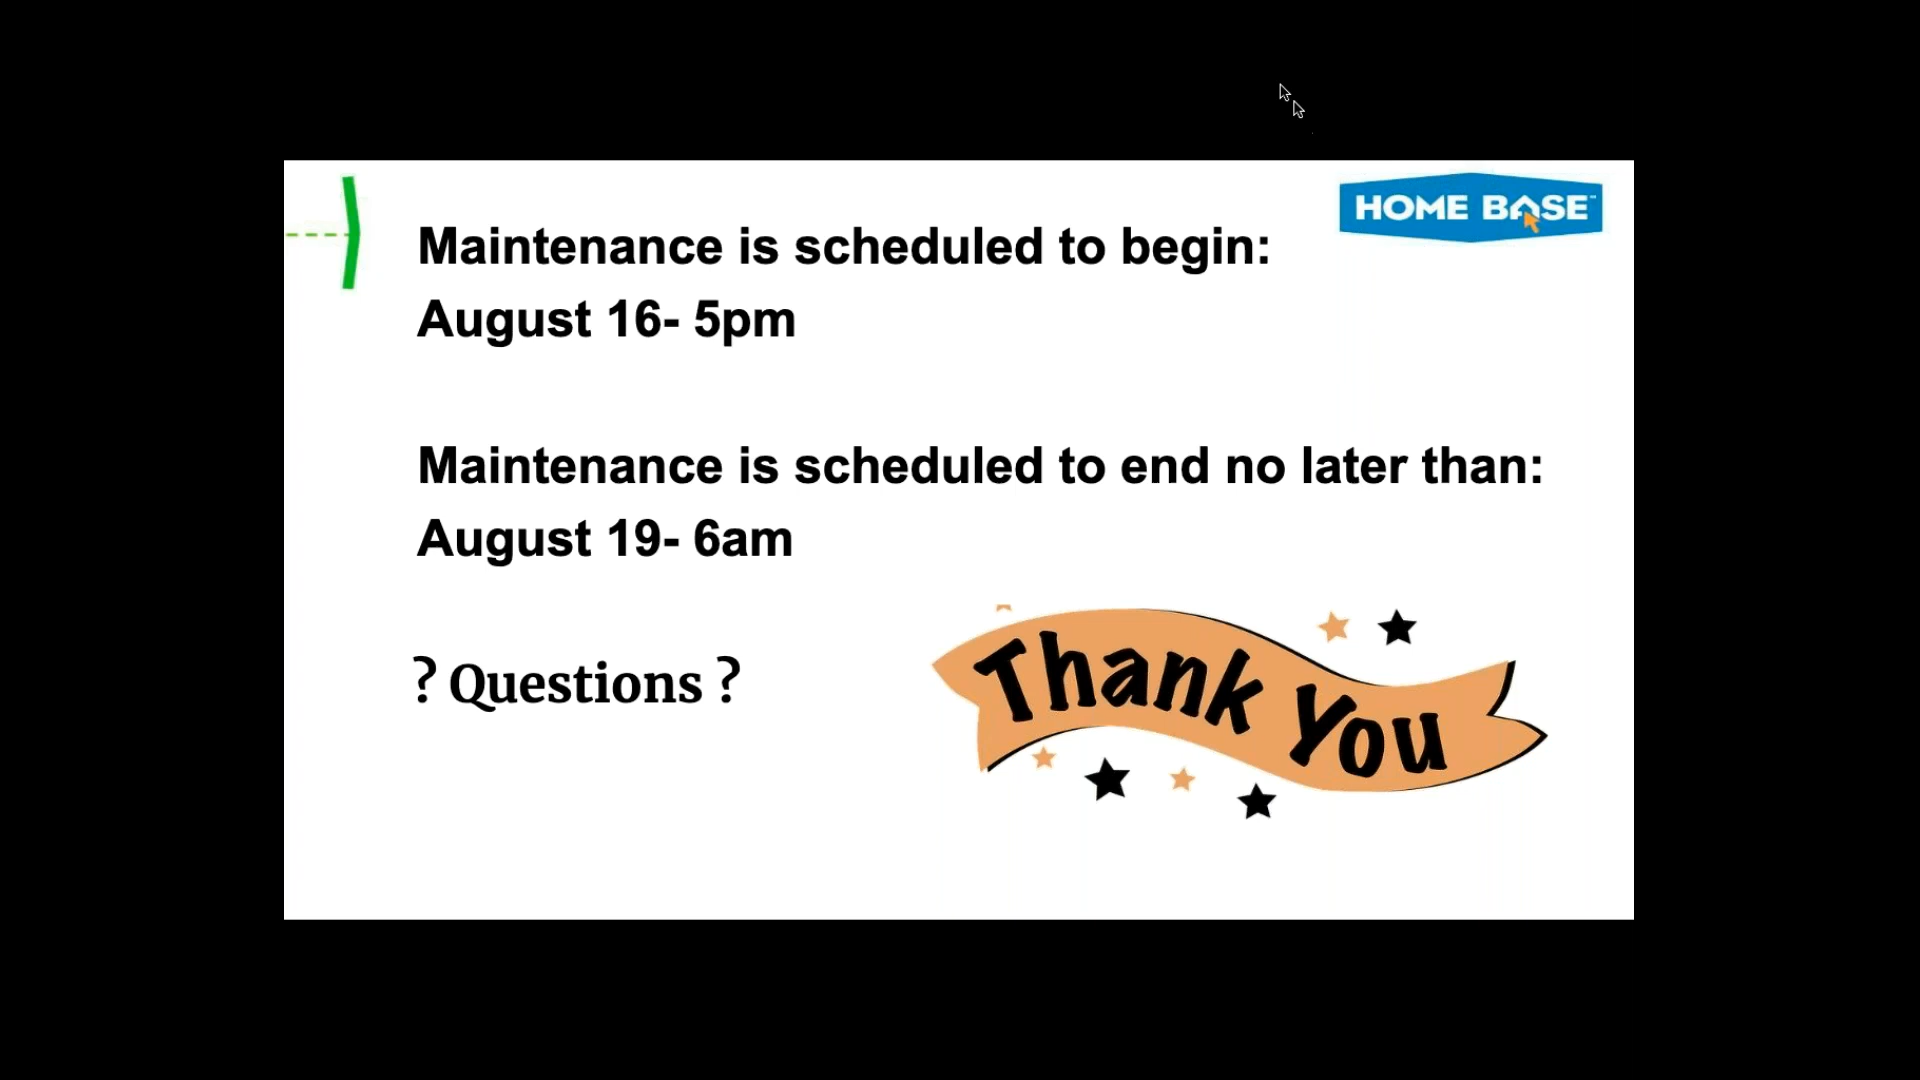 HOME BASE™
Maintenance is scheduled to begin:
August 16- 5pm
Maintenance is scheduled to end no later than:
August 19- 6am
? Questions ?
Thank You